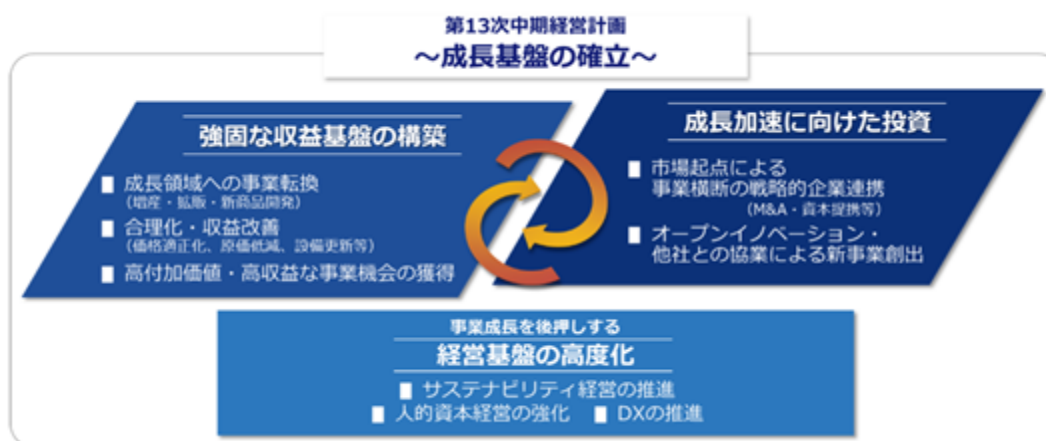 第13次中期経営計画
～成長基盤の確立～
強固な収益基盤の構築
■ 成長領域への事業転換
（増産・拡販・新商品開発）
■ 合理化・収益改善
（価格適正化、原価低減、設備更新等）
■ 高付加価値・高収益な事業機会の獲得
成長加速に向けた投資
■ 市場起点による
事業横断の戦略的企業連携
（M&A・資本提携等）
■ オープンイノベーション・
他社との協業による新事業創出
事業成長を後押しする
経営基盤の高度化
■ サステナビリティ経営の推進
■ 人的資本経営の強化 ■ DXの推進